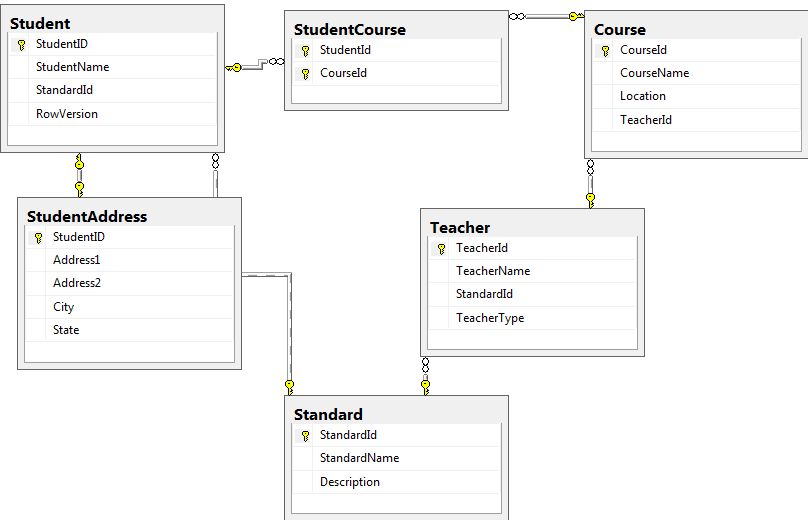 Student
StudentID
StudentName
StandardId
RowVersion
StudentCourse
StudentId
CourseId
Course
CourseId
CourseName
Location
TeacherId
StudentAddress
StudentID
Address1
Address2
City
State
Teacher
TeacherId
TeacherName
StandardId
TeacherType
Standard
StandardId
StandardName
Description